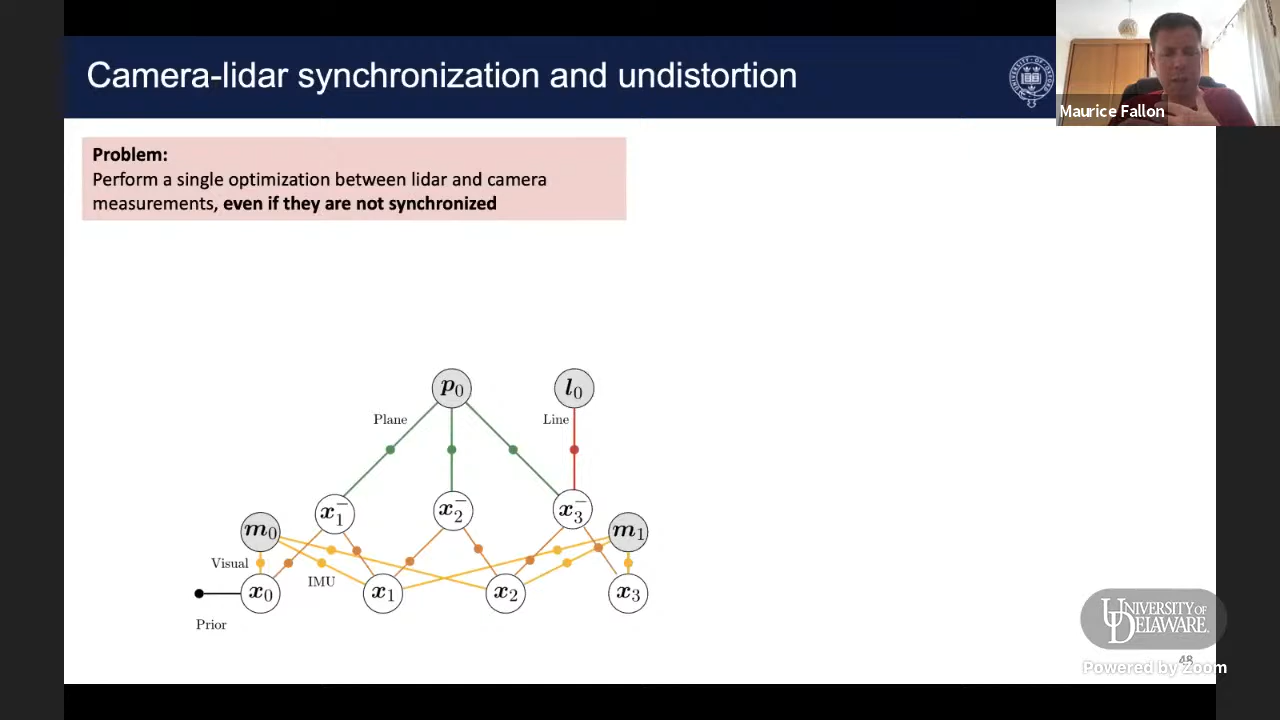 Camera-lidar synchronization and undistortion
Maurice Fallon
Problem:
Perform a single optimization between lidar and camera
measurements, even if they are not synchronized
p0
l0
Plane
Line
x1−
x2−
x3−
m0
m1
Visual
IMU
x0
x1
x2
x3
Prior
UNIVERSITY OF
DELAWARE.
48
Powered by Zoom